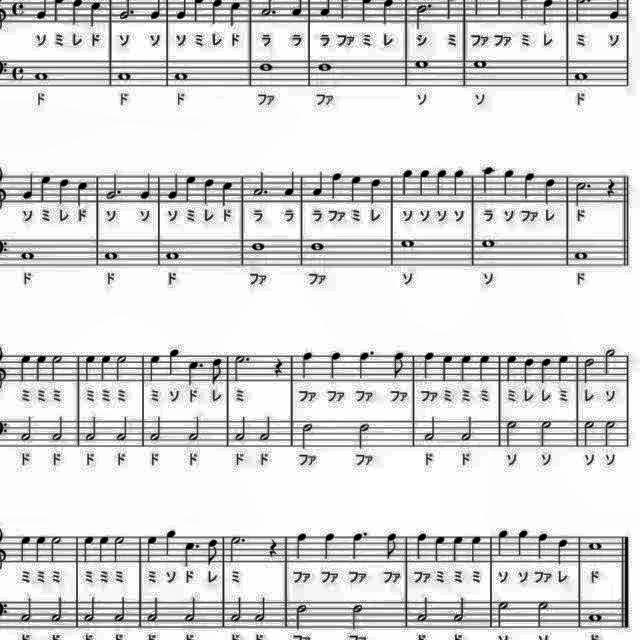 ソ ミ レ ド ソ ソ ソ ミ レ ド ラ ラ ラ ファ ミ レ シ ミ ファ ファ ミ レ ミ ソ
ド ド ド ファ ファ ソ ソ ド
ソ ミ レ ド ソ ソ ソ ミ レ ド ラ ラ ラ ファ ミ レ ソ ソ ソ ソ ラ ソ ファ レ ド
ド ド ド ファ ファ ソ ソ ド
ミ ミ ミ ミ ミ ミ ミ ソ ド レ ミ ファ ファ ファ ファ ファ ミ ミ ミ ミ レ レ ミ レ ソ
ド ド ド ド ド ド ド ド ファ ファ ド ド ソ ソ ソ ソ
ミ ミ ミ ミ ミ ミ ミ ソ ド レ ミ ファ ファ ファ ファ ファ ミ ミ ミ ソ ソ ファ レ ド